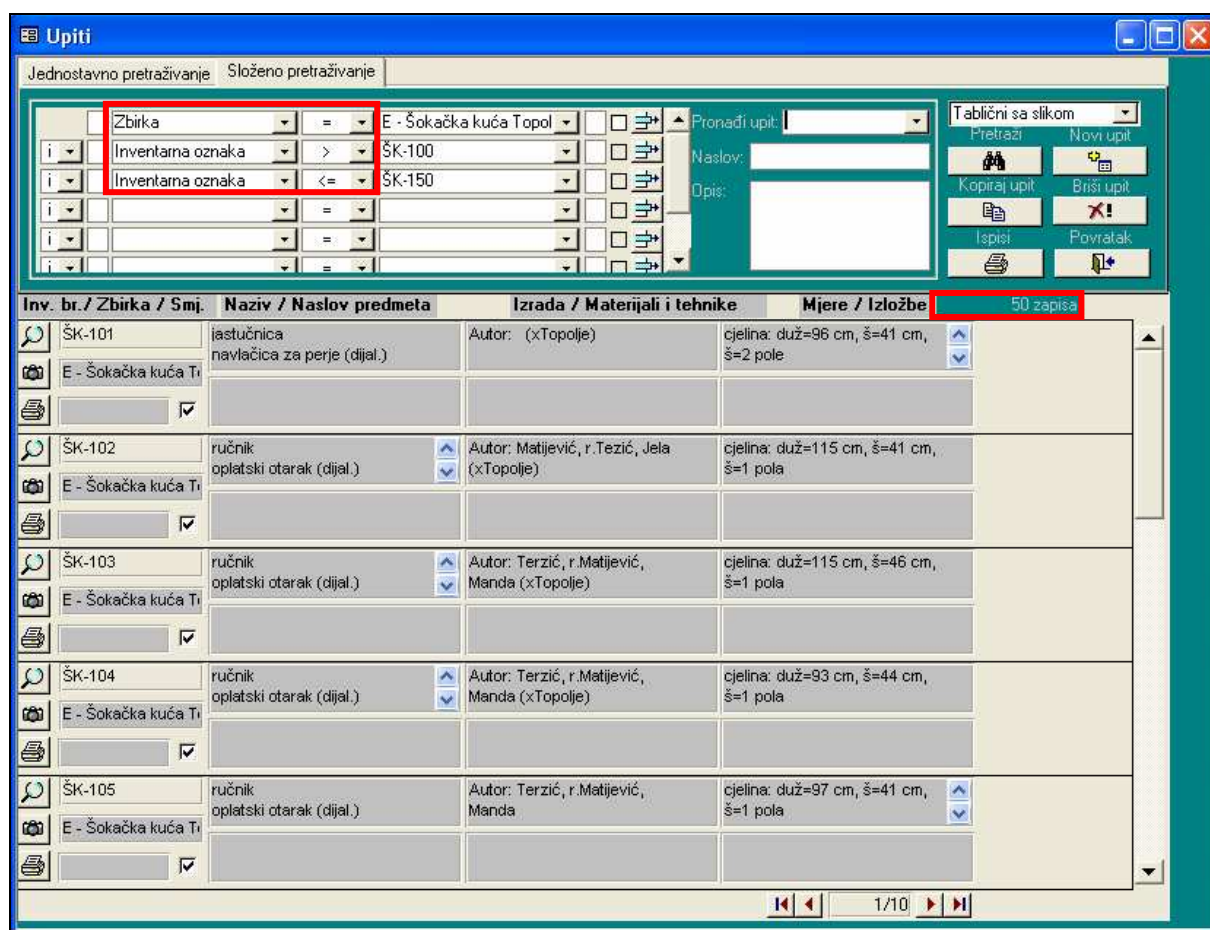 Upiti
Jednostavno pretraživanje Složeno pretraživanje
Zbirka = E - Šokačka kuća Topol
i Inventarna oznaka > ŠK-100
i Inventarna oznaka <= ŠK-150
i =
i =
i =
Pronađi upit:
Naslov:
Opis:
Tablični sa slikom
Pretraži Novi upit
Kopiraj upit Briši upit
Ispisi Povratak
Inv. br./ Zbirka / Smj. Naziv / Naslov predmeta Izrada / Materijali i tehnike Mjere / Izložbe 50 zapisa
ŠK-101 jastučnica Autor: (xTopolje) cjelina: duž=96 cm, š=41 cm,
navlačica za perje (dijal.) š=2 pole
E - Šokačka kuća T
ŠK-102 ručnik Autor: Matijević, r.Tezić, Jela cjelina: duž=115 cm, š=41 cm,
oplatski otarak (dijal.) (xTopolje) š=1 pola
E - Šokačka kuća T
ŠK-103 ručnik Autor: Terzić, r.Matijević, cjelina: duž=115 cm, š=46 cm,
oplatski otarak (dijal.) Manda (xTopolje) š=1 pola
E - Šokačka kuća T
ŠK-104 ručnik Autor: Terzić, r.Matijević, cjelina: duž=93 cm, š=44 cm,
oplatski otarak (dijal.) Manda (xTopolje) š=1 pola
E - Šokačka kuća T
ŠK-105 ručnik Autor: Terzić, r.Matijević, cjelina: duž=97 cm, š=41 cm,
oplatski otarak (dijal.) Manda š=1 pola
E - Šokačka kuća T
1/10